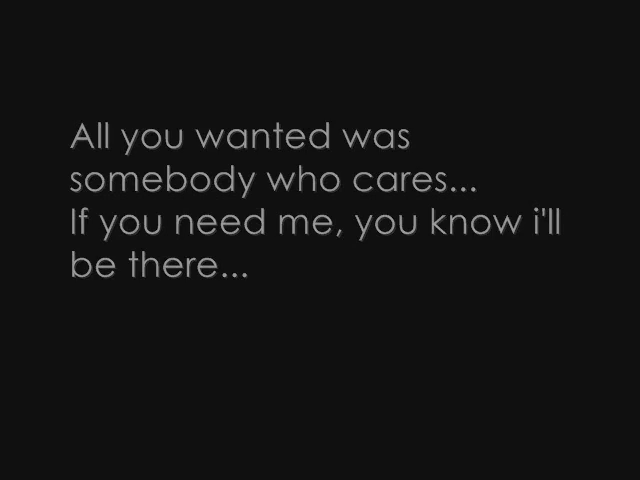 All you wanted was
somebody who cares...
If you need me, you know i'll
be there...